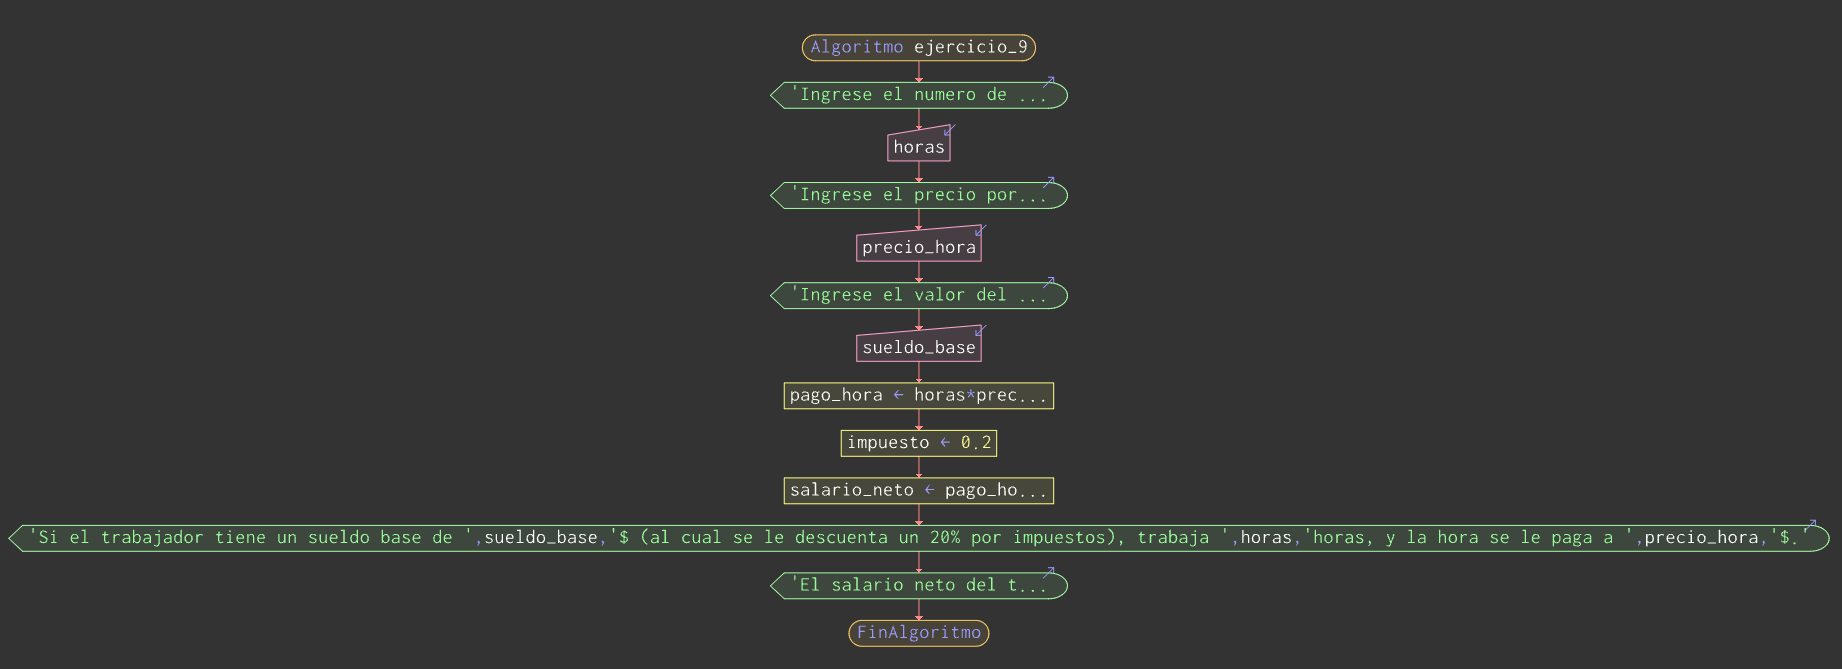 Algoritmo ejercicio_9
'Ingrese el numero de ...
horas
'Ingrese el precio por...
precio_hora
'Ingrese el valor del ...
sueldo_base
pago_hora ← horas*prec...
impuesto ← 0.2
salario_neto ← pago_ho...
'Si el trabajador tiene un sueldo base de ',sueldo_base,'$ (al cual se le descuenta un 20% por impuestos), trabaja ',horas,'horas, y la hora se le paga a ',precio_hora,'$.'
'El salario neto del t...
FinAlgoritmo